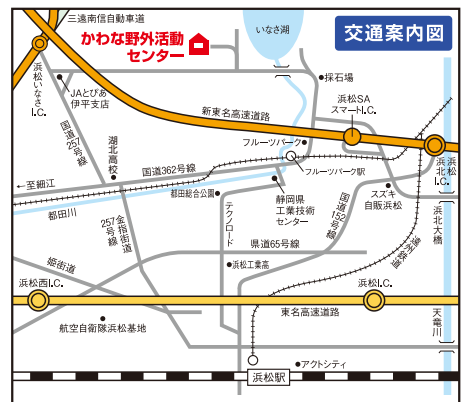 三遠南信自動車道
いなさ湖
交通案内図
かわな野外活動
センター
浜松いなさI.C.
JAとぴあ
伊平支店
採石場
国道257号線
新東名高速道路
浜松SA
スマートI.C.
湖北高校
フルーツパーク
国道362号線
フルーツパーク駅
←至細江
都田総合公園
都田川
静岡県
工業技術
センター
国道152号線
スズキ
自販浜松
浜松浜北I.C.
浜北大橋
金指街道
257号線
テクノロード
県道65号線
遠州鉄道
姫街道
浜松工業高
浜松西I.C.
浜松I.C.
東名高速道路
天竜川
航空自衛隊浜松基地
アクトシティ
浜松駅